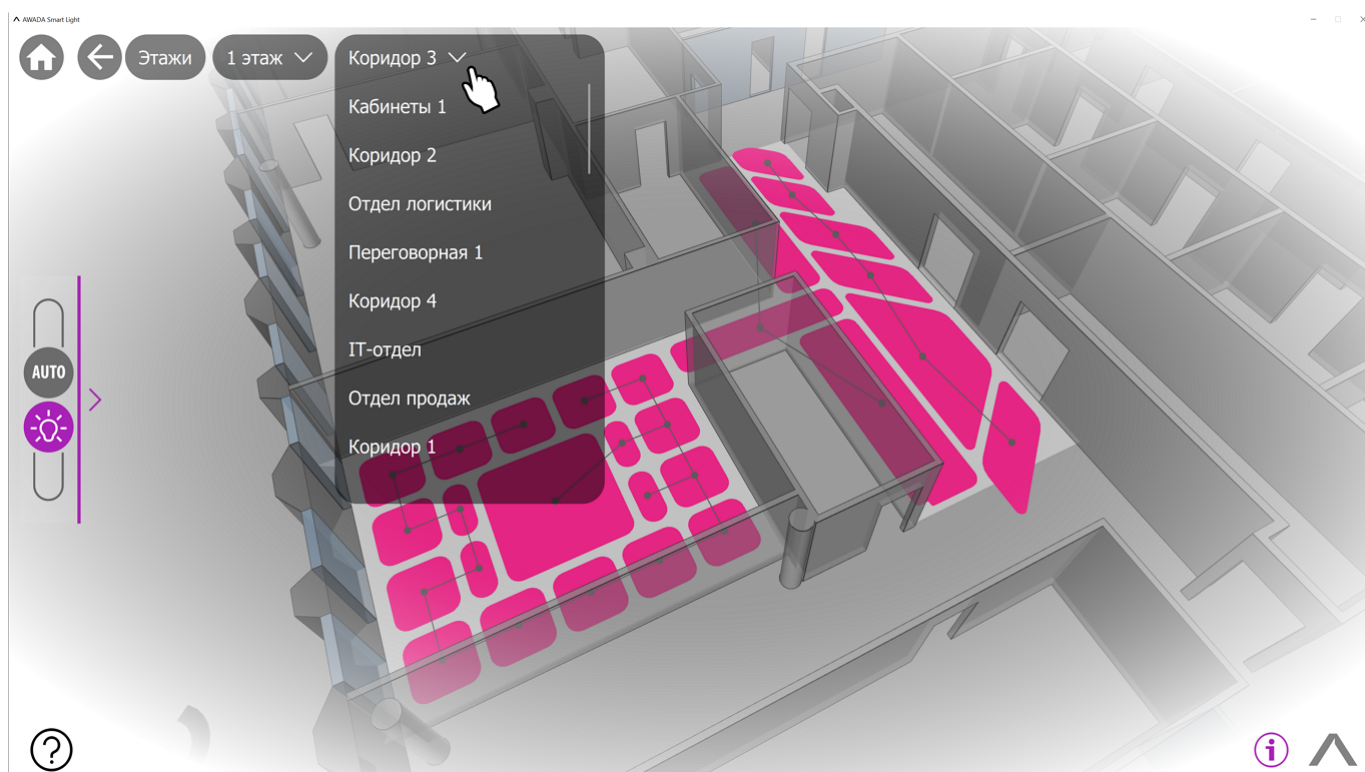 AWADA Smart Light
Этажи
1 этаж
Коридор 3
Кабинеты 1
Коридор 2
Отдел логистики
Переговорная 1
Коридор 4
IT-отдел
Отдел продаж
Коридор 1
AUTO
?
i